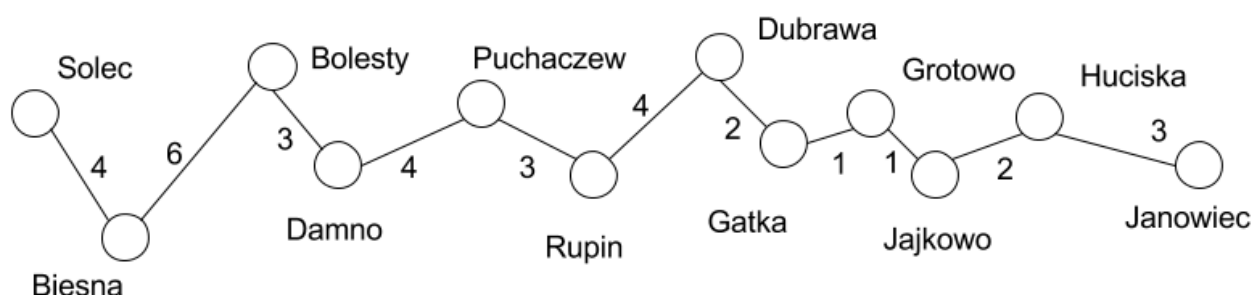 Solec
4
Biesna
6
Bolesty
3
Damno
4
Puchaczew
3
Rupin
4
Dubrawa
2
Gatka
1
Grotowo
1
Jajkowo
2
Huciska
3
Janowiec